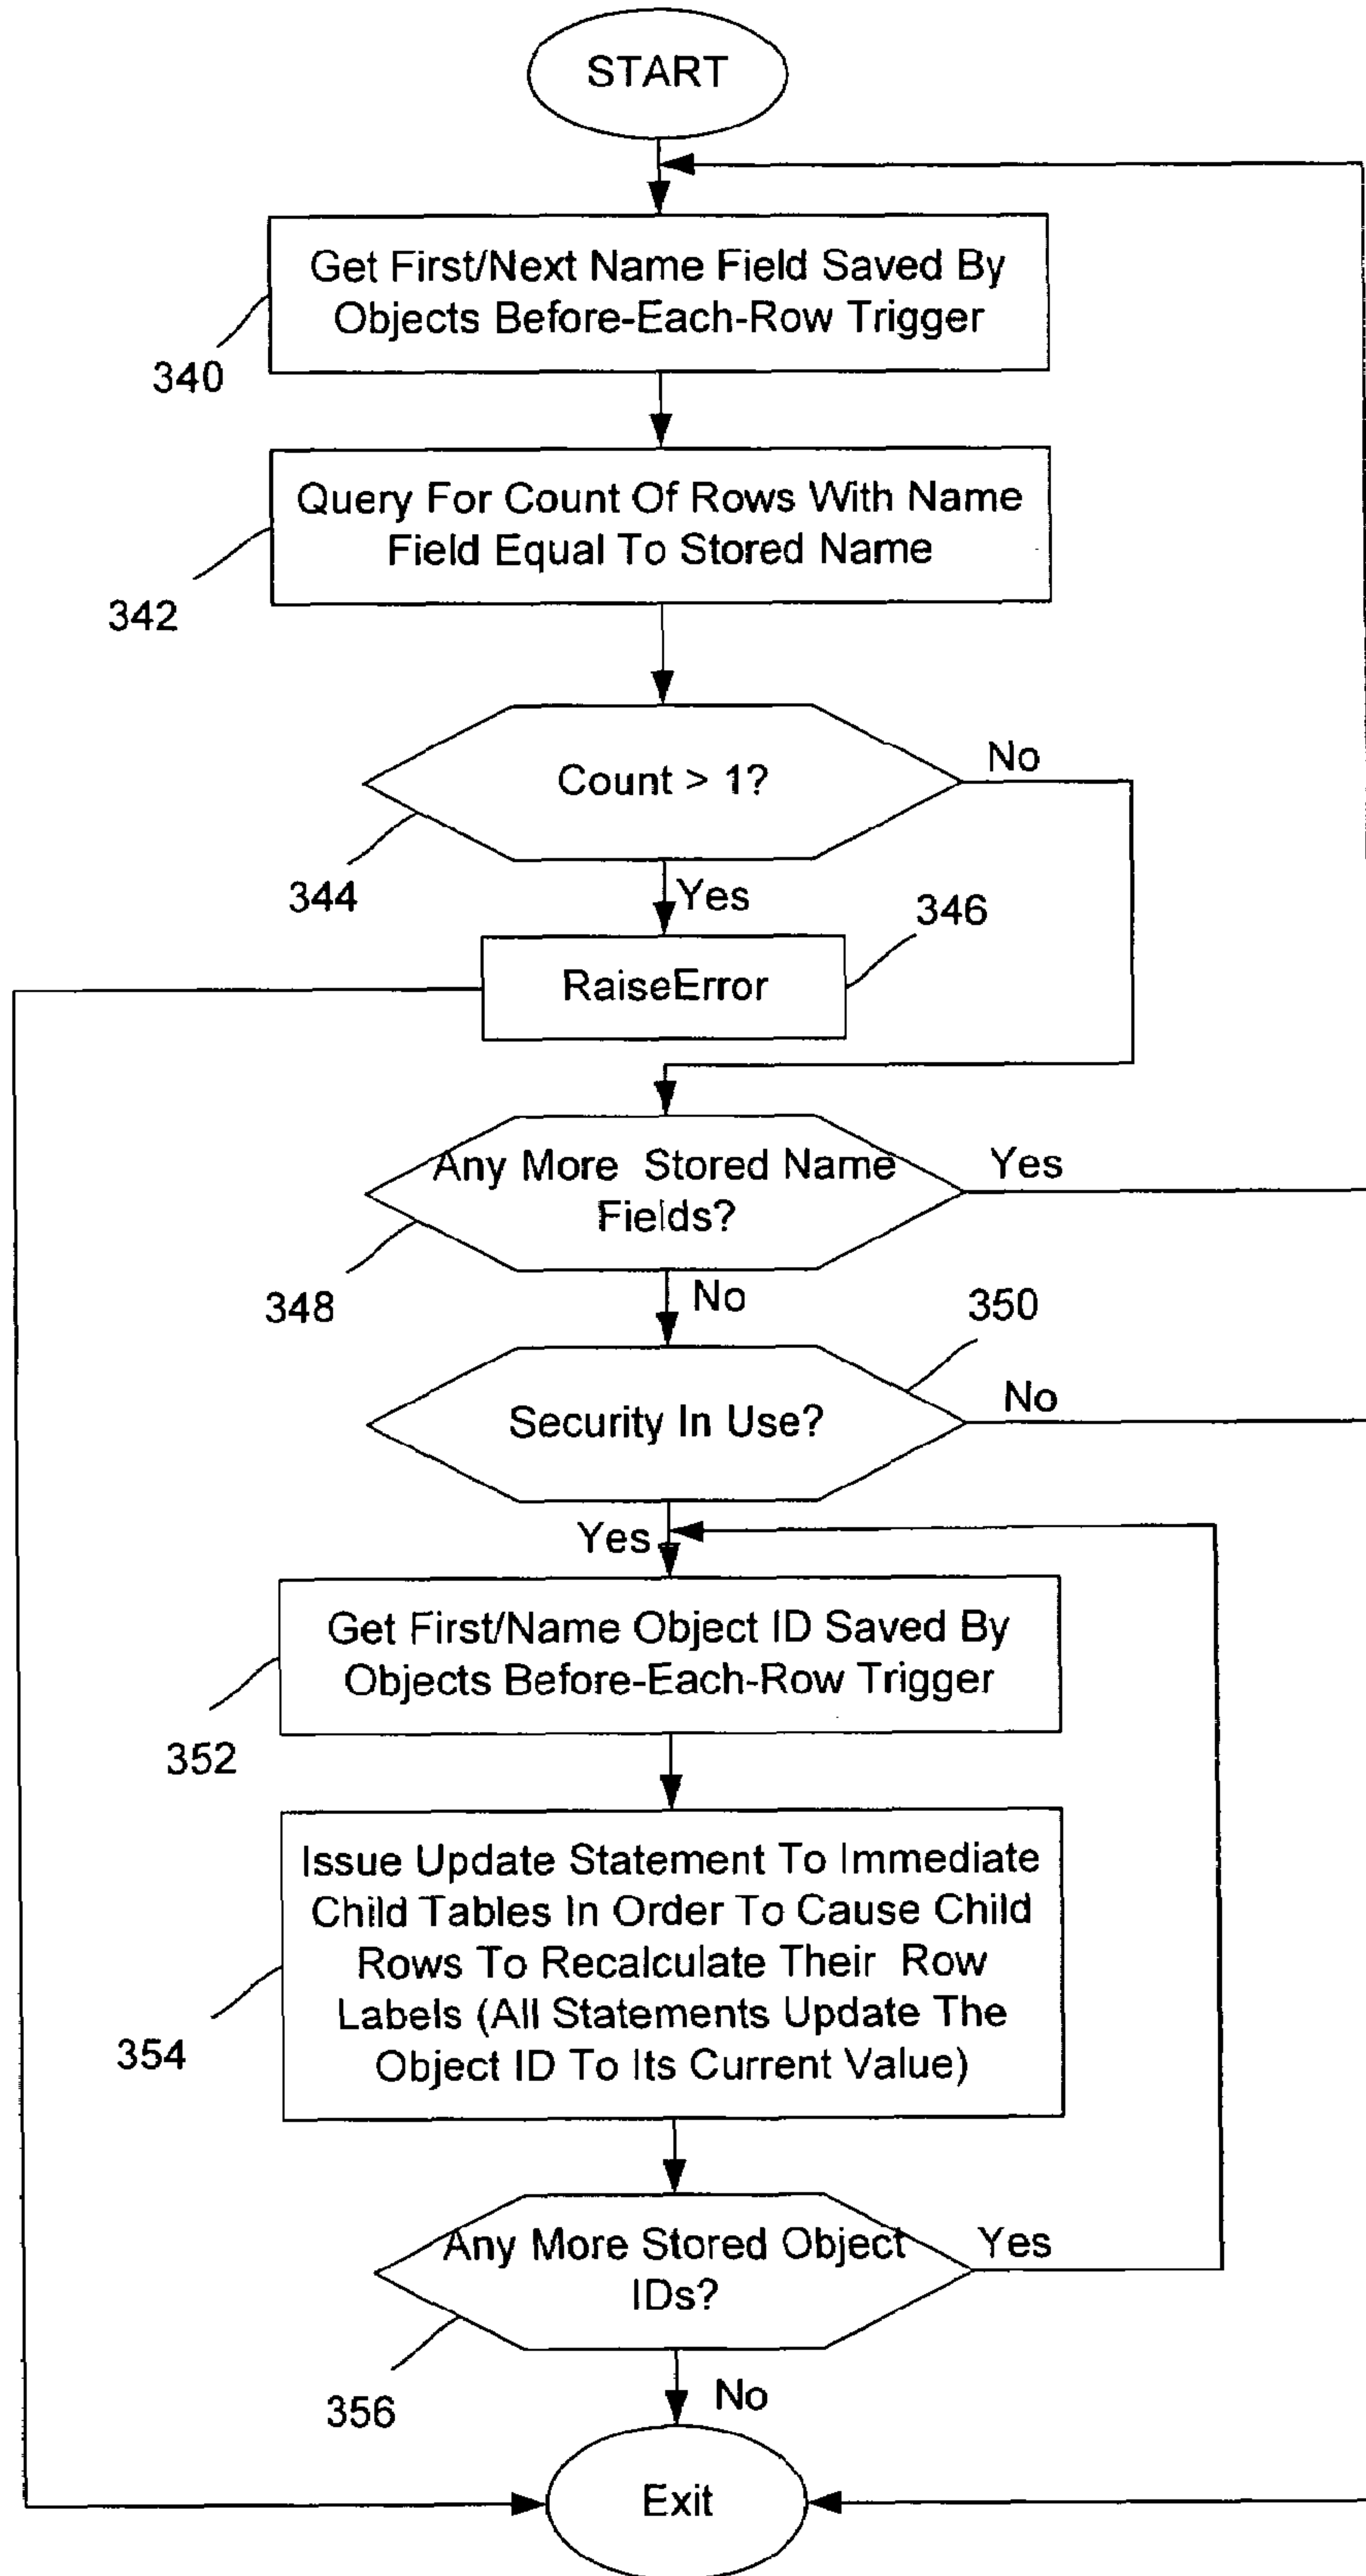 START
Get First/Next Name Field Saved By
Objects Before-Each-Row Trigger
340
Query For Count Of Rows With Name
Field Equal To Stored Name
342
Count > 1?
No
344
Yes
346
RaiseError
Any More Stored Name
Fields?
Yes
348
No
350
Security In Use?
No
Yes
Get First/Name Object ID Saved By
Objects Before-Each-Row Trigger
352
Issue Update Statement To Immediate
Child Tables In Order To Cause Child
Rows To Recalculate Their Row
Labels (All Statements Update The
Object ID To Its Current Value)
354
Any More Stored Object
IDs?
Yes
356
No
Exit